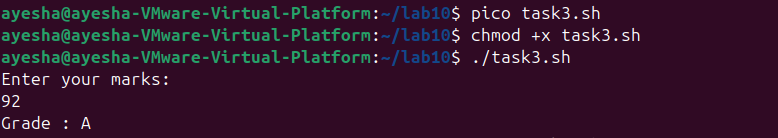 ayesha@ayesha-VMware-Virtual-Platform:~/lab10$ pico task3.sh
ayesha@ayesha-VMware-Virtual-Platform:~/lab10$ chmod +x task3.sh
ayesha@ayesha-VMware-Virtual-Platform:~/lab10$ ./task3.sh
Enter your marks:
92
Grade : A